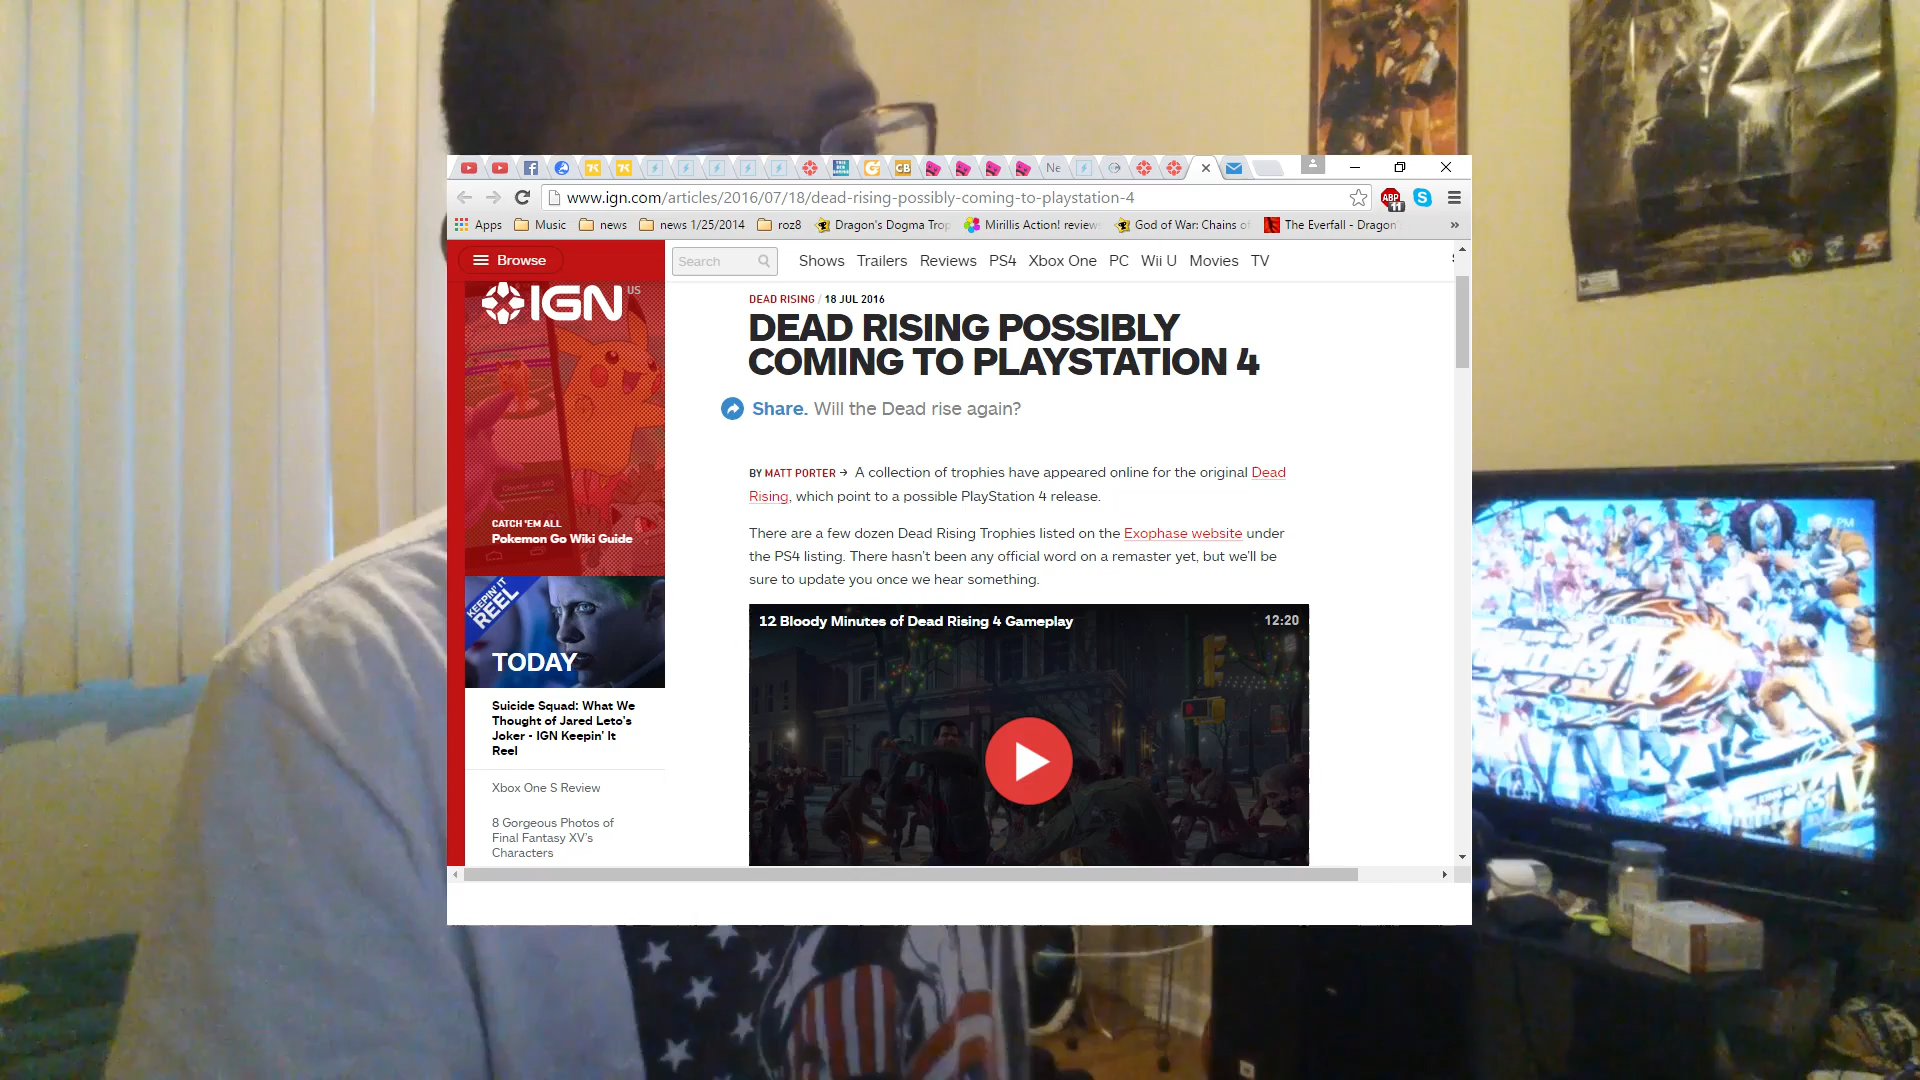 CB
Ne
www.ign.com/articles/2016/07/18/dead-rising-possibly-coming-to-playstation-4
ABP
11
Apps Music news news 1/25/2014 roz8 Dragon's Dogma Trop Mirillis Action! review God of War: Chains of The Everfall - Dragon »
Browse Search Shows Trailers Reviews PS4 Xbox One PC Wii U Movies TV
IGN US
DEAD RISING / 18 JUL 2016
DEAD RISING POSSIBLY
COMING TO PLAYSTATION 4
Share. Will the Dead rise again?
BY MATT PORTER → A collection of trophies have appeared online for the original Dead
Rising, which point to a possible PlayStation 4 release.
There are a few dozen Dead Rising Trophies listed on the Exophase website under
the PS4 listing. There hasn't been any official word on a remaster yet, but we'll be
sure to update you once we hear something.
12 Bloody Minutes of Dead Rising 4 Gameplay 12:20
CATCH 'EM ALL
Pokemon Go Wiki Guide
KEEPIN' IT
REEL
TODAY
Suicide Squad: What We
Thought of Jared Leto's
Joker - IGN Keepin' It
Reel
Xbox One S Review
8 Gorgeous Photos of
Final Fantasy XV's
Characters